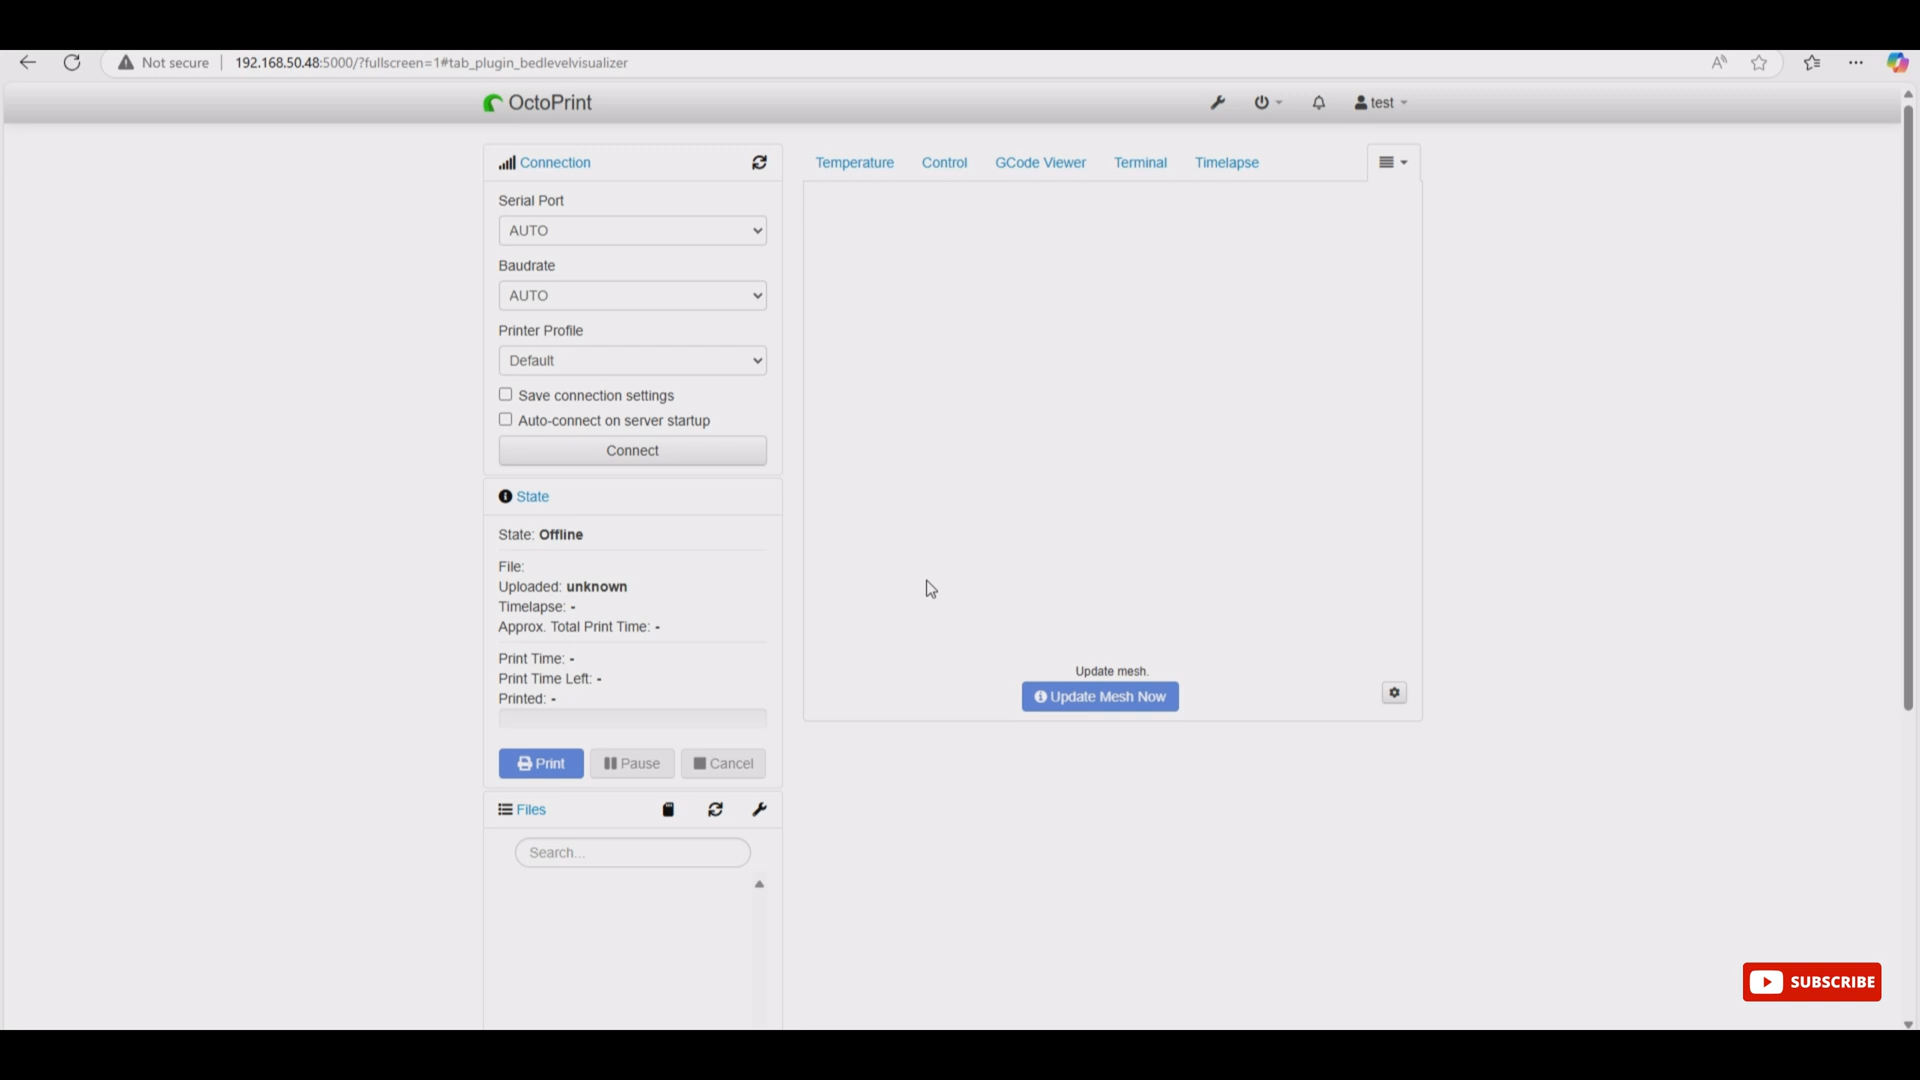 Not secure
192.168.50.48:5000/?fullscreen=1#tab_plugin_bedlevelvisualizer
OctoPrint
test
Connection
Temperature
Control
GCode Viewer
Terminal
Timelapse
Serial Port
AUTO
Baudrate
AUTO
Printer Profile
Default
Save connection settings
Auto-connect on server startup
Connect
State
State: Offline
File:
Uploaded: unknown
Timelapse: -
Approx. Total Print Time: -
Print Time: -
Print Time Left: -
Printed: -
Update mesh.
Update Mesh Now
Print
Pause
Cancel
Files
Search...
SUBSCRIBE